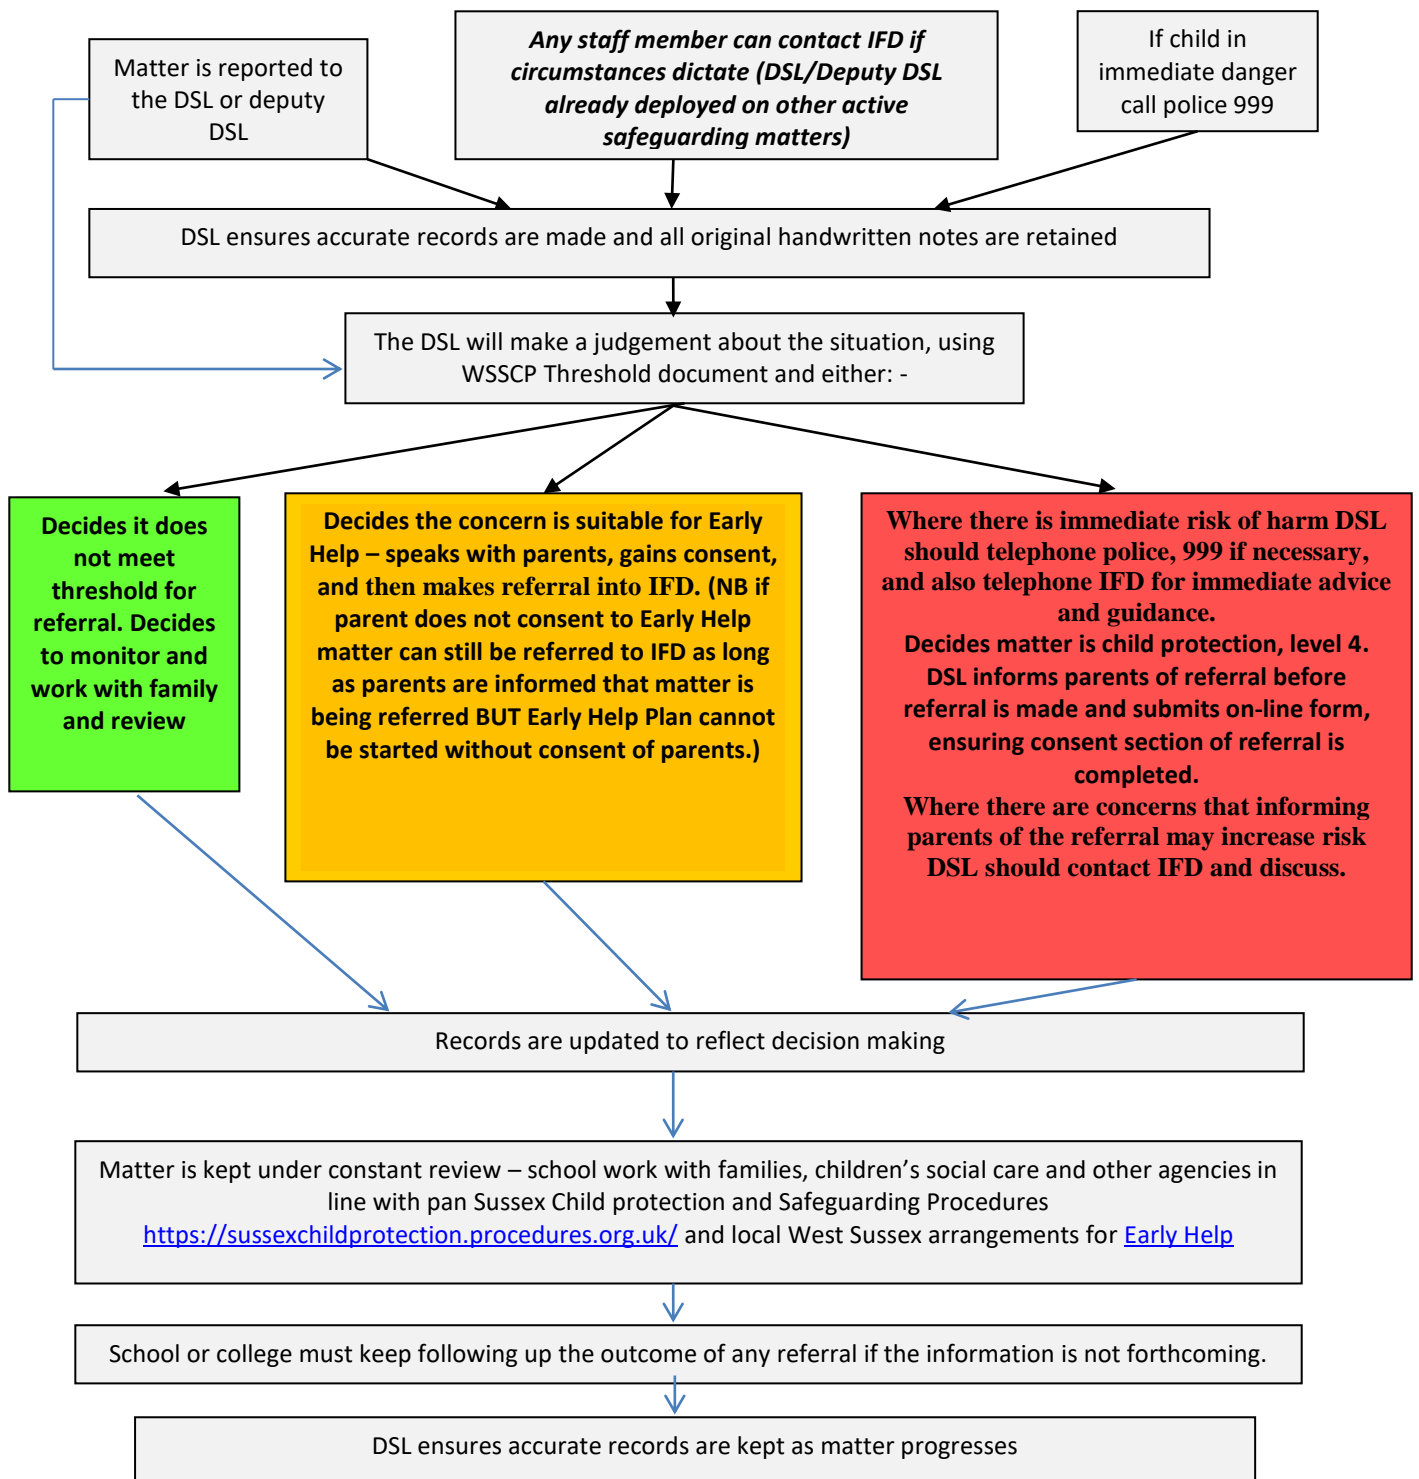 Matter is reported to
the DSL or deputy
DSL
Any staff member can contact IFD if
circumstances dictate (DSL/Deputy DSL
already deployed on other active
safeguarding matters)
If child in
immediate danger
call police 999
DSL ensures accurate records are made and all original handwritten notes are retained
The DSL will make a judgement about the situation, using
WSSCP Threshold document and either: -
Decides it does
not meet
threshold for
referral. Decides
to monitor and
work with family
and review
Decides the concern is suitable for Early
Help – speaks with parents, gains consent,
and then makes referral into IFD. (NB if
parent does not consent to Early Help
matter can still be referred to IFD as long
as parents are informed that matter is
being referred BUT Early Help Plan cannot
be started without consent of parents.)
Where there is immediate risk of harm DSL
should telephone police, 999 if necessary,
and also telephone IFD for immediate advice
and guidance.
Decides matter is child protection, level 4.
DSL informs parents of referral before
referral is made and submits on-line form,
ensuring consent section of referral is
completed.
Where there are concerns that informing
parents of the referral may increase risk
DSL should contact IFD and discuss.
Records are updated to reflect decision making
Matter is kept under constant review – school work with families, children’s social care and other agencies in
line with pan Sussex Child protection and Safeguarding Procedures
https://sussexchildprotection.procedures.org.uk/ and local West Sussex arrangements for Early Help
School or college must keep following up the outcome of any referral if the information is not forthcoming.
DSL ensures accurate records are kept as matter progresses